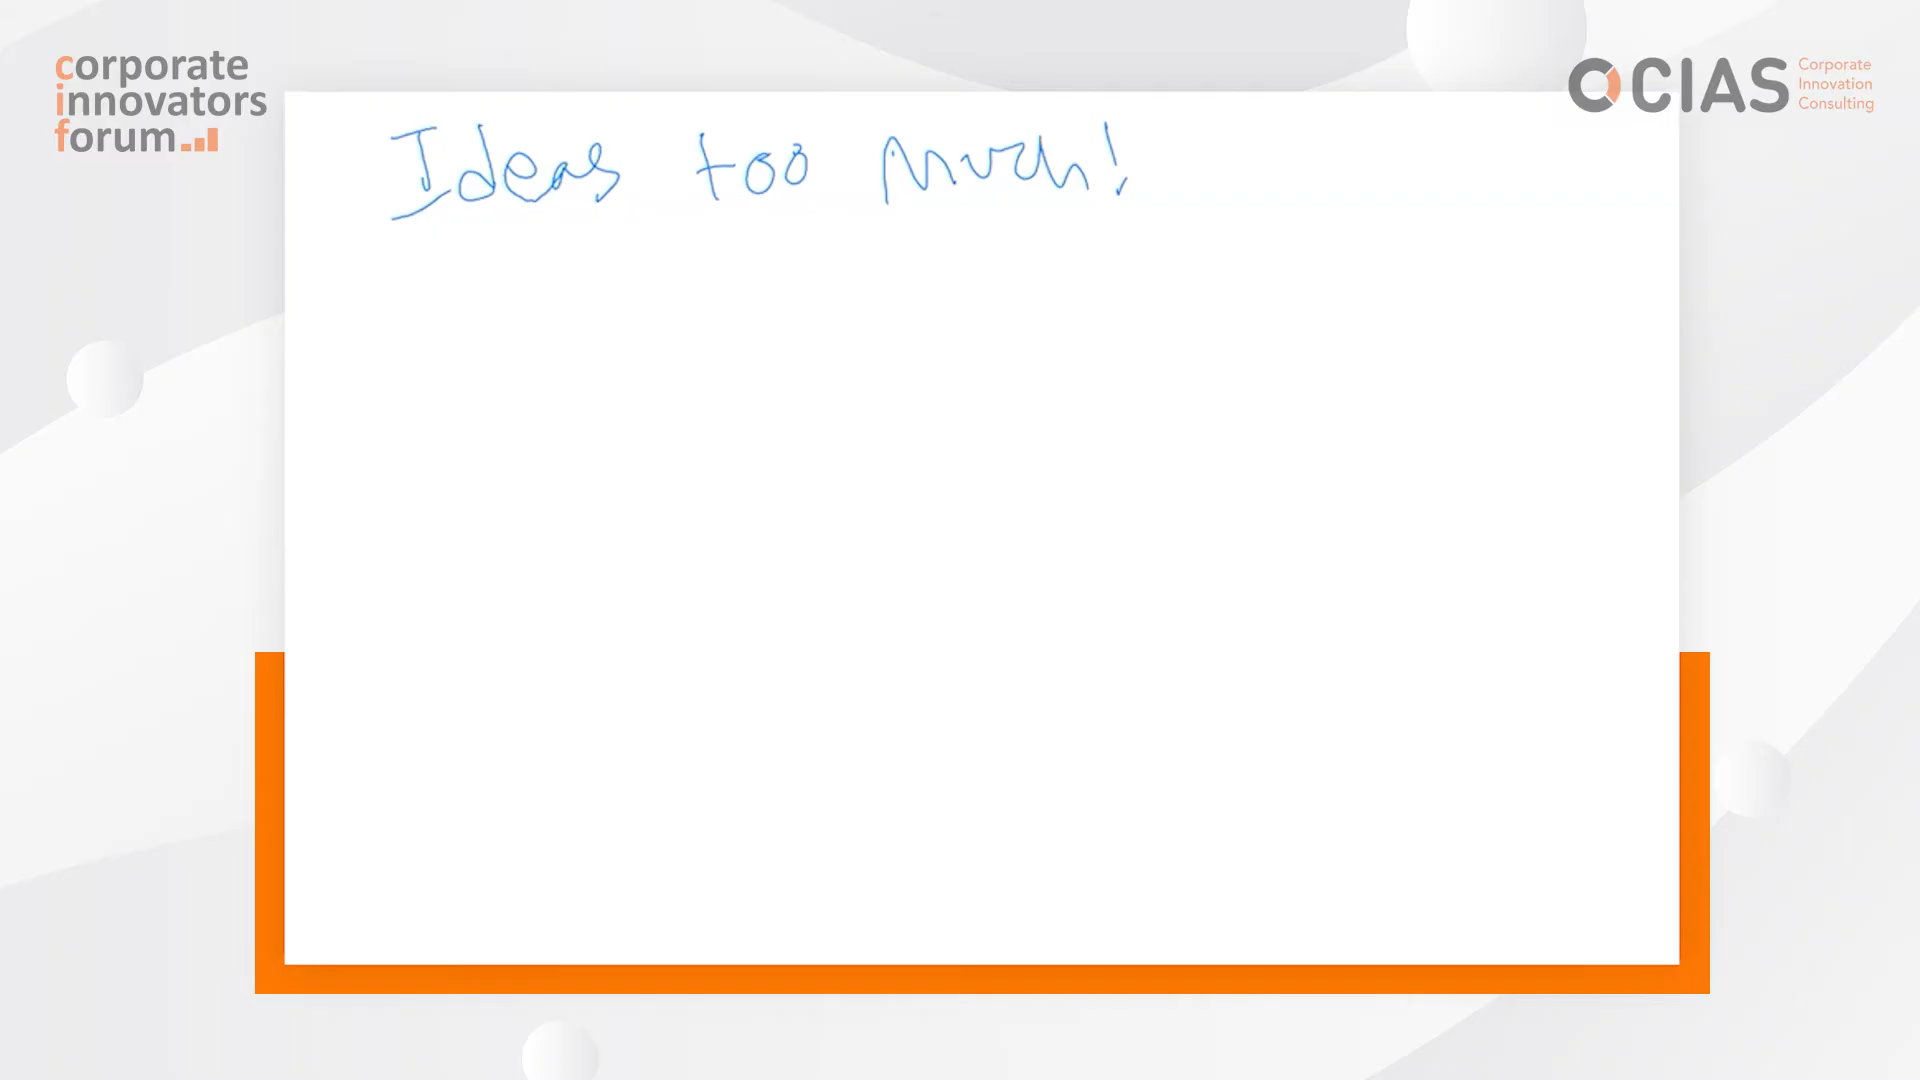 corporate
innovators
forum
CIAS
Corporate
Innovation
Consulting
Ideas too Much!